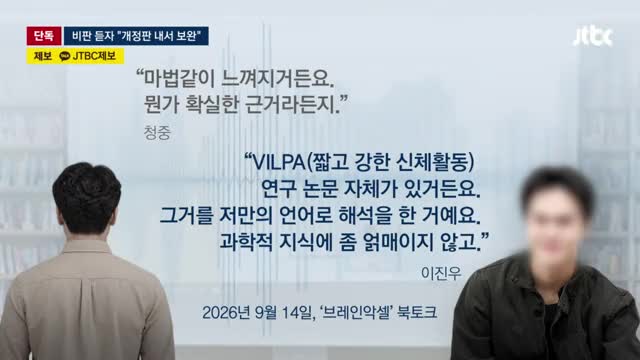 단독 비판 듣자 "개정판 내서 보완"
제보 JTBC제보
jtbc
“마법같이 느껴지거든요.
뭔가 확실한 근거라든지.”
청중
“VILPA(짧고 강한 신체활동)
연구 논문 자체가 있거든요.
그거를 저만의 언어로 해석을 한 거예요.
과학적 지식에 좀 얽매이지 않고.”
이진우
2026년 9월 14일, ‘브레인악셀’ 북토크